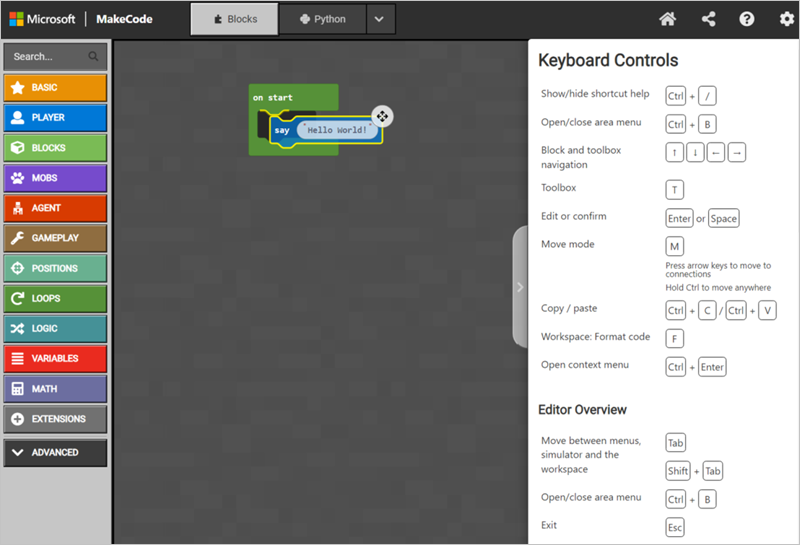 Microsoft | MakeCode
Blocks
Python
Search...
BASIC
PLAYER
BLOCKS
MOBS
AGENT
GAMEPLAY
POSITIONS
LOOPS
LOGIC
VARIABLES
MATH
EXTENSIONS
ADVANCED
on start
say "Hello World!"
Keyboard Controls
Show/hide shortcut help Ctrl + /
Open/close area menu Ctrl + B
Block and toolbox ↑ ↓ ← →
navigation
Toolbox T
Edit or confirm Enter or Space
Move mode M
Press arrow keys to move to
connections
Hold Ctrl to move anywhere
Copy / paste Ctrl + C / Ctrl + V
Workspace: Format code F
Open context menu Ctrl + Enter
Editor Overview
Move between menus, Tab
simulator and the
workspace Shift + Tab
Open/close area menu Ctrl + B
Exit Esc